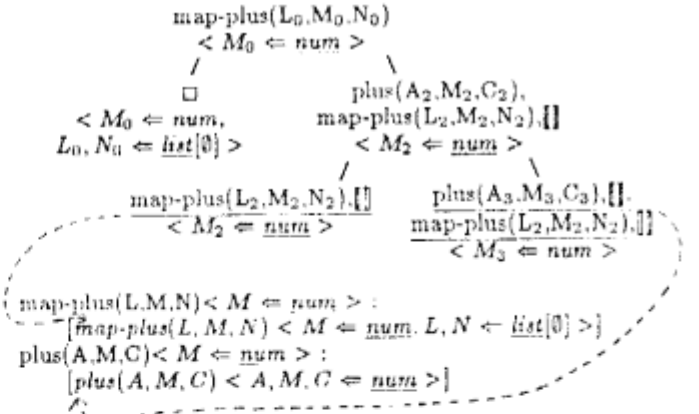 map-plus(L₀,M₀,N₀)
< M₀ ⇐ num >
□
plus(A₂,M₂,C₂),
< M₀ ⇐ num,
map-plus(L₂,M₂,N₂),[]
L₀, N₀ ⇐ list[∅] >
< M₂ ⇐ num >
map-plus(L₂,M₂,N₂),[]
plus(A₃,M₃,C₃),[],
< M₂ ⇐ num >
map-plus(L₂,M₂,N₂),[]
< M₃ ⇐ num >
map-plus(L,M,N)< M ⇐ num > :
[map-plus(L, M, N) < M ⇐ num, L, N ← list[∅] >]
plus(A,M,C)< M ⇐ num > :
[plus(A, M, C) < A, M, C ⇐ num >]